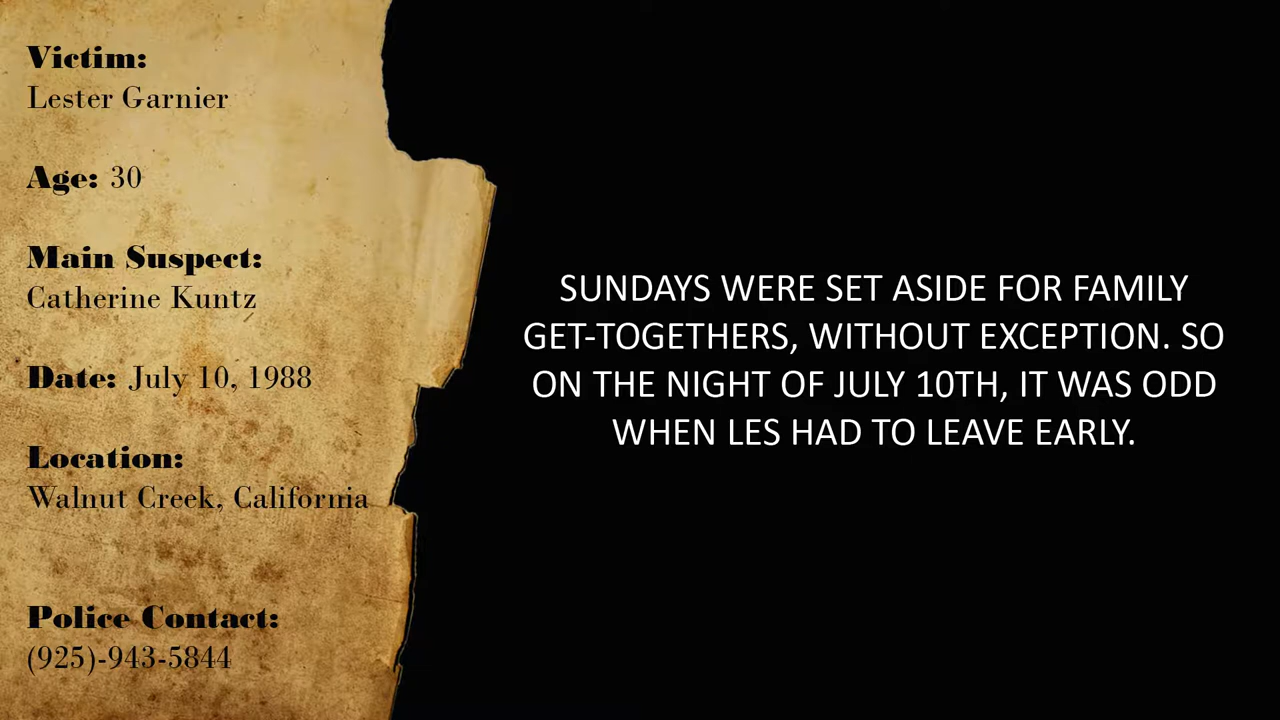 Victim:
Lester Garnier
Age: 30
Main Suspect:
Catherine Kuntz
Date: July 10, 1988
Location:
Walnut Creek, California
Police Contact:
(925)-943-5844
SUNDAYS WERE SET ASIDE FOR FAMILY
GET-TOGETHERS, WITHOUT EXCEPTION. SO
ON THE NIGHT OF JULY 10TH, IT WAS ODD
WHEN LES HAD TO LEAVE EARLY.